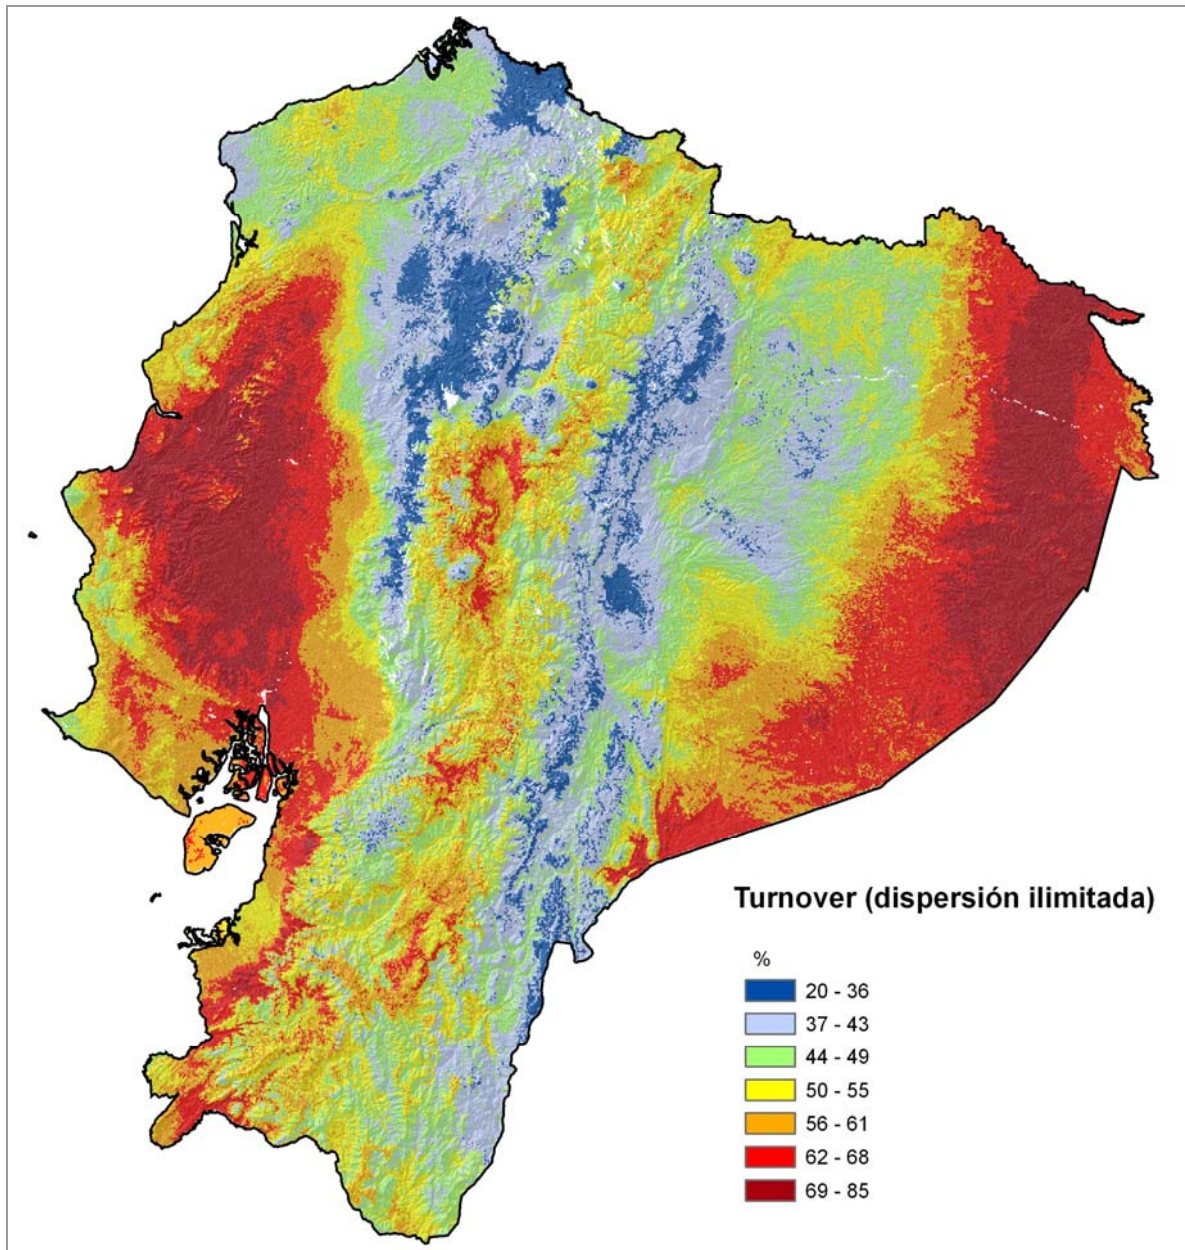 Turnover (dispersión ilimitada)
%
20 - 36
37 - 43
44 - 49
50 - 55
56 - 61
62 - 68
69 - 85